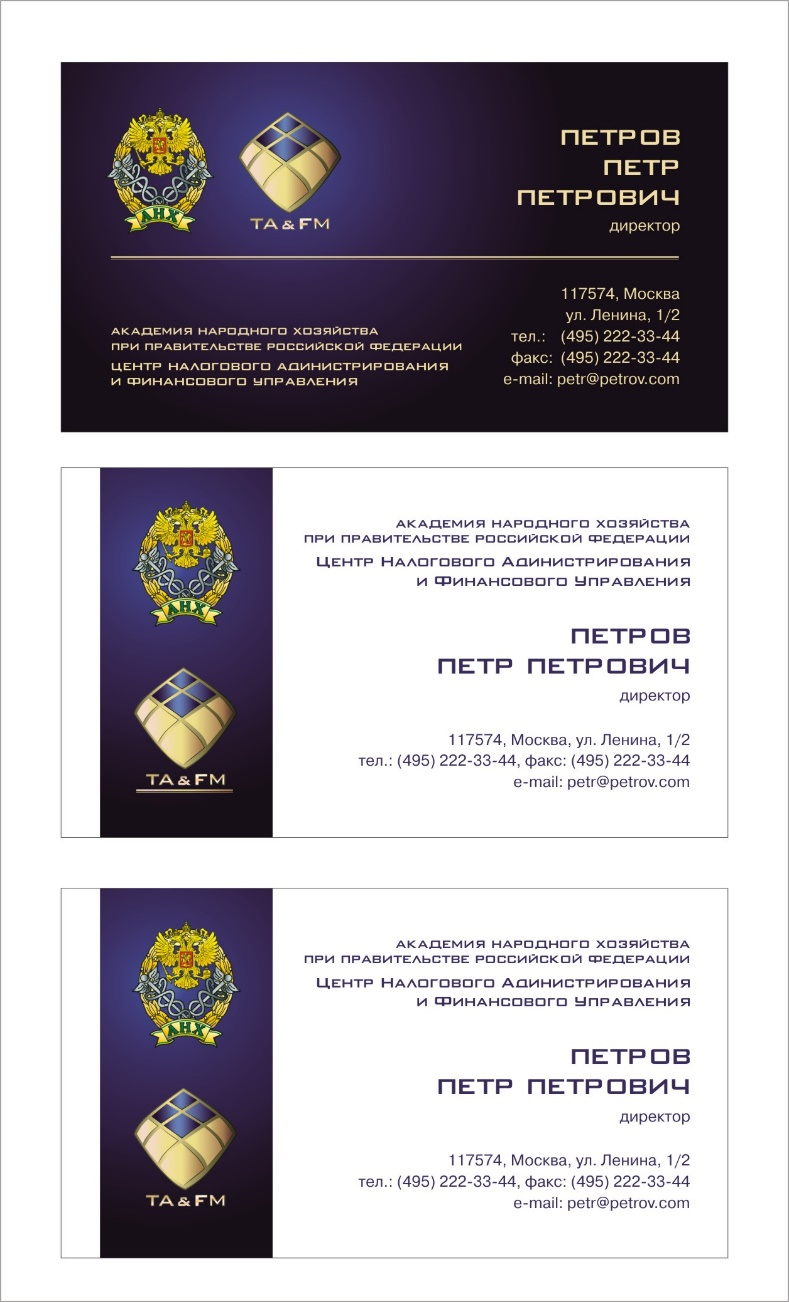 АНХ
TA & FM
ПЕТРОВ
ПЕТР
ПЕТРОВИЧ
директор
117574, Москва
ул. Ленина, 1/2
тел.: (495) 222-33-44
факс: (495) 222-33-44
e-mail: petr@petrov.com
АКАДЕМИЯ НАРОДНОГО ХОЗЯЙСТВА
ПРИ ПРАВИТЕЛЬСТВЕ РОССИЙСКОЙ ФЕДЕРАЦИИ
ЦЕНТР НАЛОГОВОГО АДИНИСТРИРОВАНИЯ
И ФИНАНСОВОГО УПРАВЛЕНИЯ
АНХ
TA & FM
АКАДЕМИЯ НАРОДНОГО ХОЗЯЙСТВА
ПРИ ПРАВИТЕЛЬСТВЕ РОССИЙСКОЙ ФЕДЕРАЦИИ
Центр Налогового Адинистрирования
и Финансового Управления
ПЕТРОВ
ПЕТР ПЕТРОВИЧ
директор
117574, Москва, ул. Ленина, 1/2
тел.: (495) 222-33-44, факс: (495) 222-33-44
e-mail: petr@petrov.com
АНХ
TA & FM
АКАДЕМИЯ НАРОДНОГО ХОЗЯЙСТВА
ПРИ ПРАВИТЕЛЬСТВЕ РОССИЙСКОЙ ФЕДЕРАЦИИ
Центр Налогового Адинистрирования
и Финансового Управления
ПЕТРОВ
ПЕТР ПЕТРОВИЧ
директор
117574, Москва, ул. Ленина, 1/2
тел.: (495) 222-33-44, факс: (495) 222-33-44
e-mail: petr@petrov.com